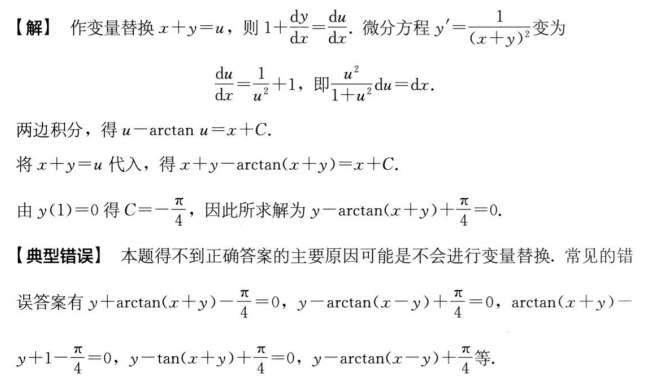 【解】 作变量替换 x+y=u，则 1+dy/dx=du/dx. 微分方程 y′=1/(x+y)²变为
du/dx=1/u²+1，即u²/(1+u²)du=dx.
两边积分，得 u−arctan u=x+C.
将 x+y=u 代入，得 x+y−arctan(x+y)=x+C.
由 y(1)=0 得 C=−π/4，因此所求解为 y−arctan(x+y)+π/4=0.
【典型错误】 本题得不到正确答案的主要原因可能是不会进行变量替换. 常见的错
误答案有 y+arctan(x+y)−π/4=0，y−arctan(x−y)+π/4=0，arctan(x+y)−
y+1−π/4=0，y−tan(x+y)+π/4=0，y−arctan(x−y)+π/4等.